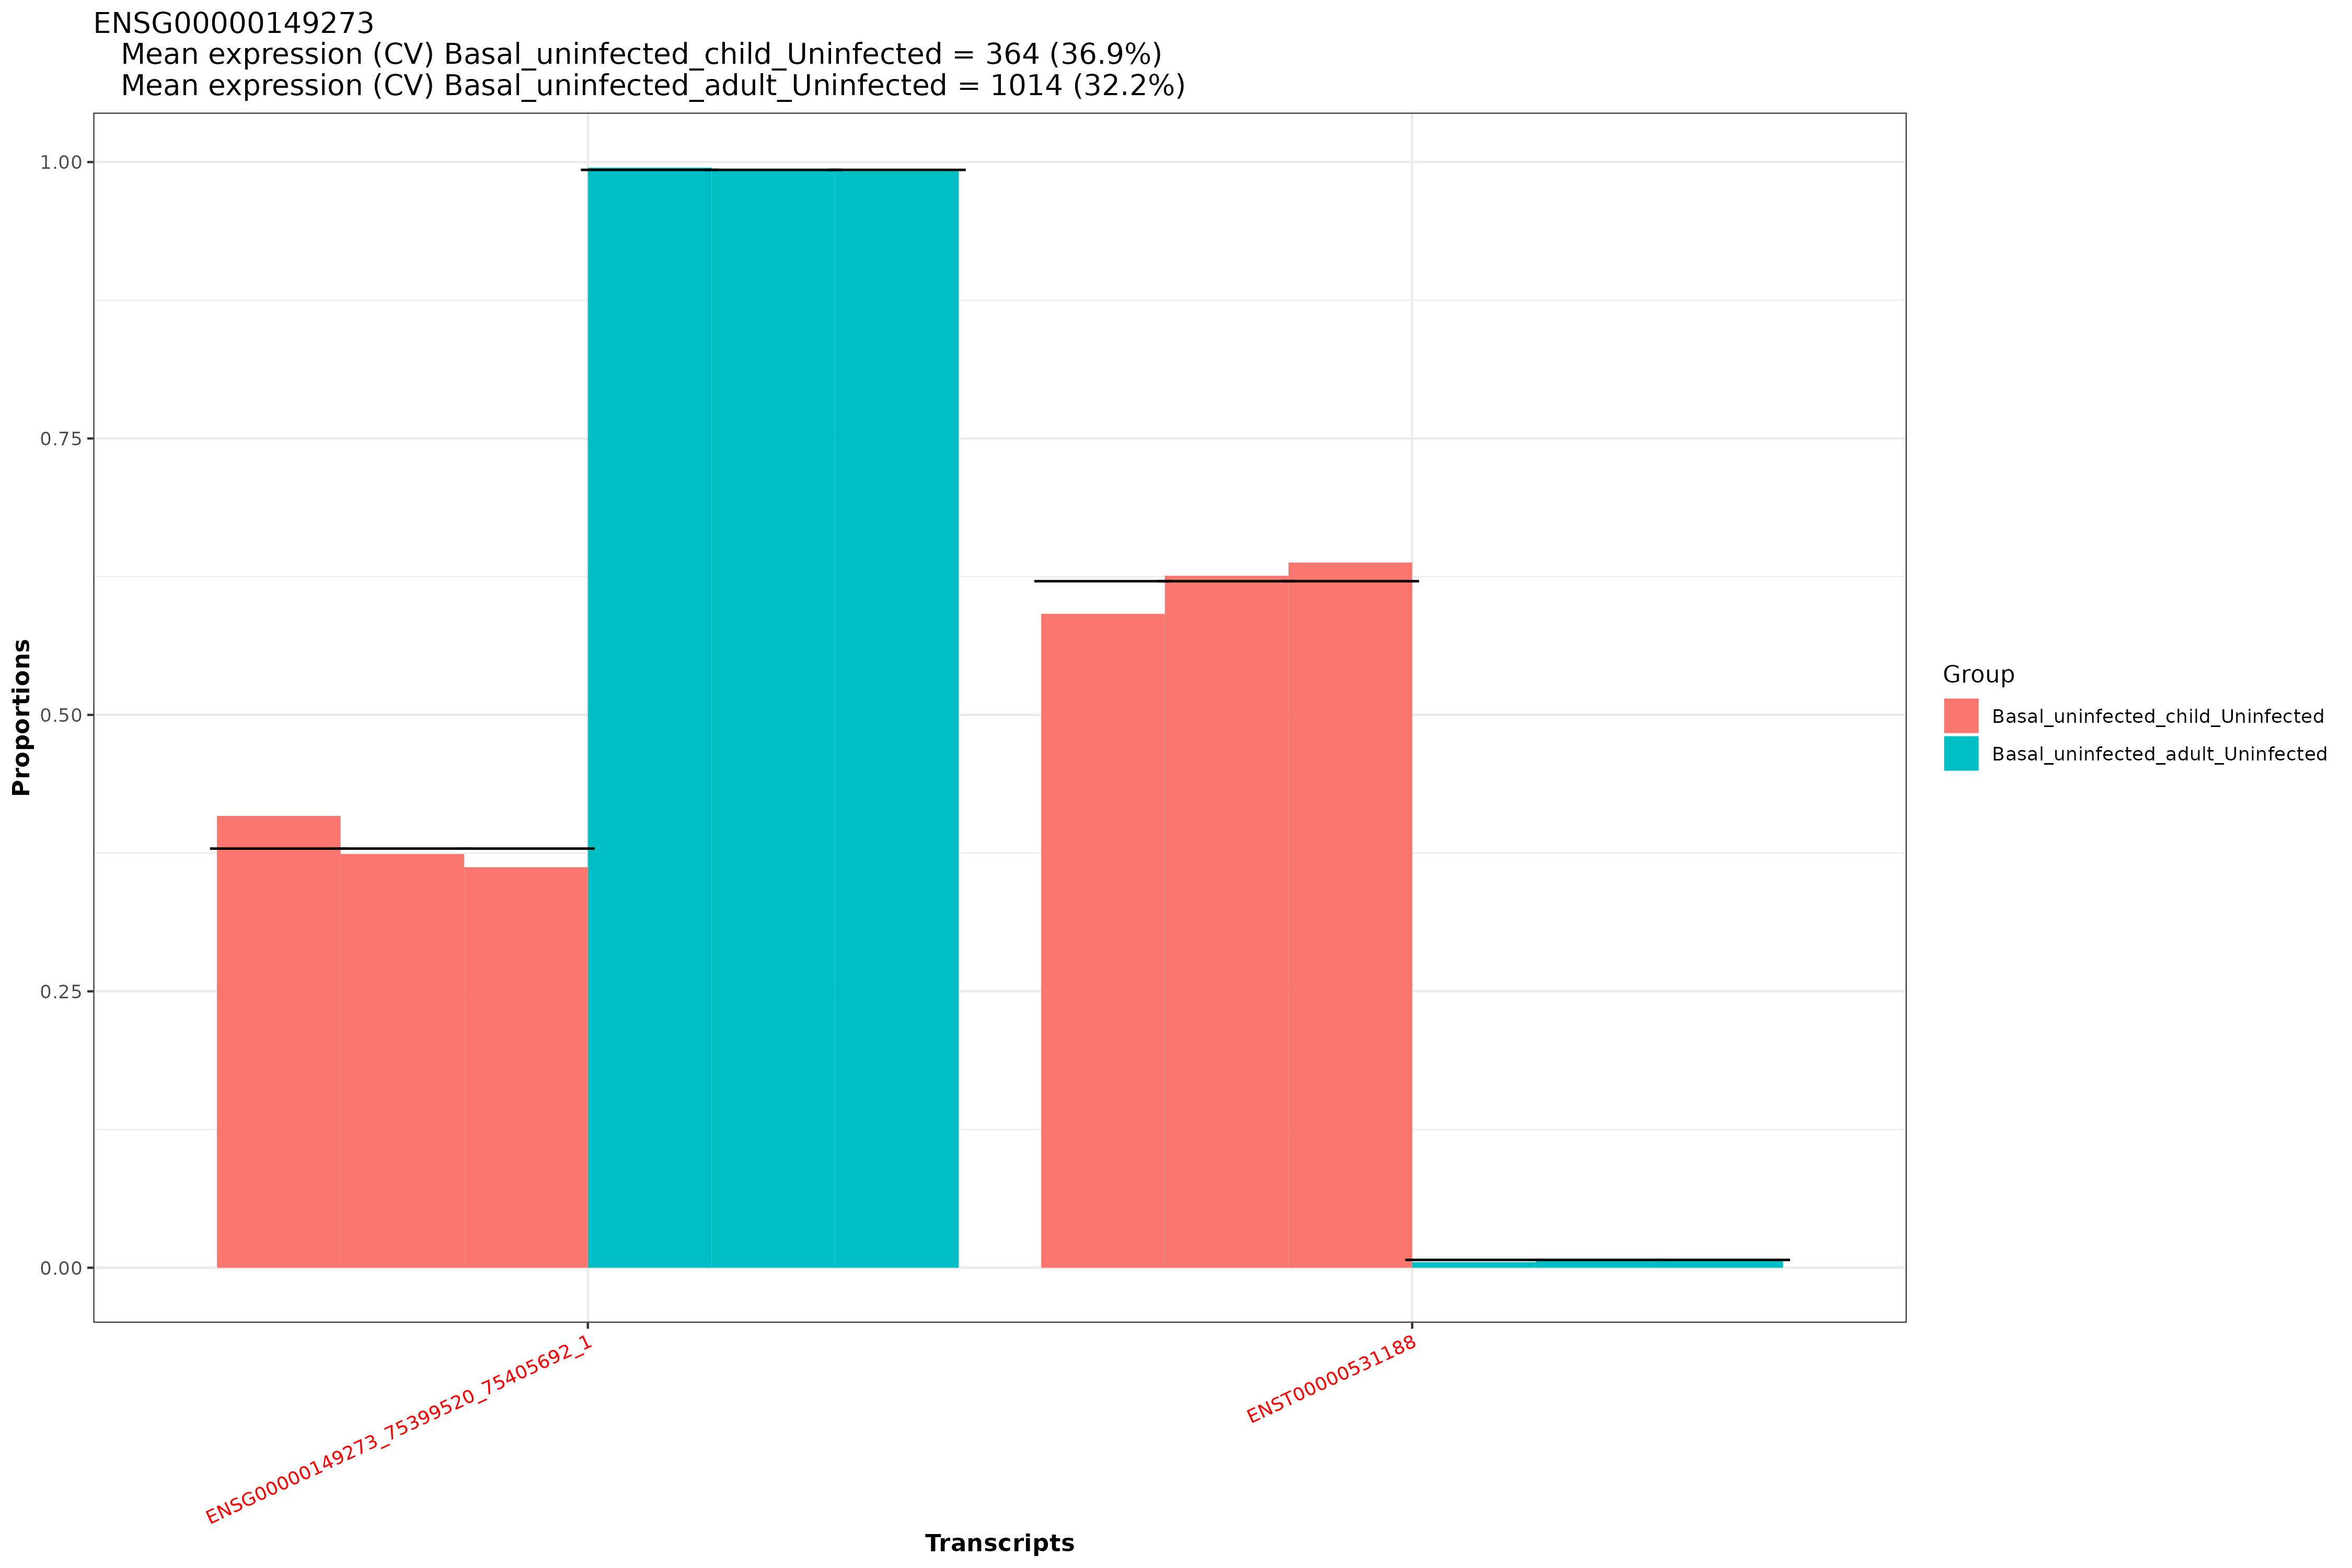 ENSG00000149273
Mean expression (CV) Basal_uninfected_child_Uninfected = 364 (36.9%)
Mean expression (CV) Basal_uninfected_adult_Uninfected = 1014 (32.2%)
1.00
0.75
0.50
0.25
0.00
Proportions
Group
Basal_uninfected_child_Uninfected
Basal_uninfected_adult_Uninfected
ENSG00000149273_75399520_75405692_1
ENST00000531188
Transcripts